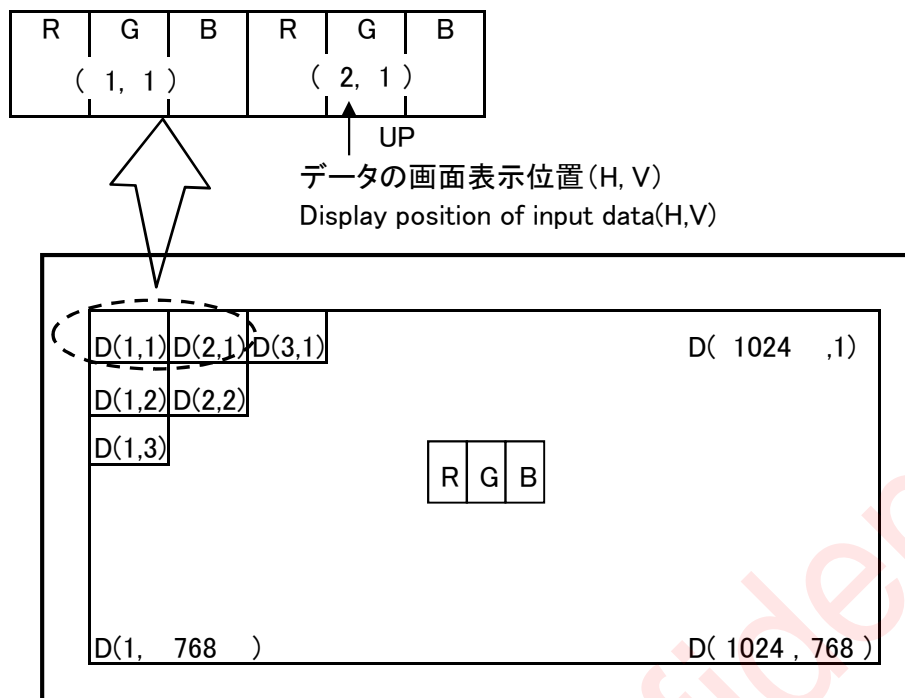 R G B R G B
( 1, 1 ) ( 2, 1 )
UP
データの画面表示位置(H, V)
Display position of input data(H,V)
D(1,1) D(2,1) D(3,1) D( 1024 ,1)
D(1,2) D(2,2)
D(1,3)
R G B
D(1, 768 ) D( 1024 , 768 )